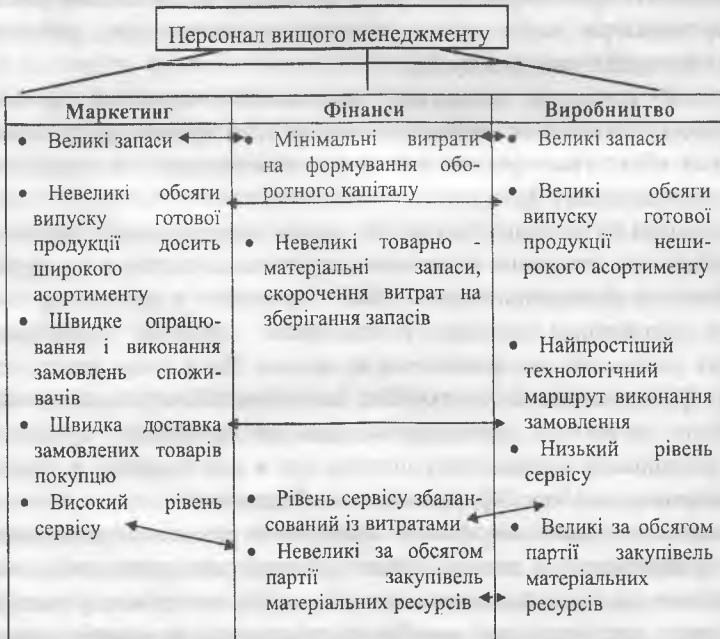 Персонал вищого менеджменту
Маркетинг
• Великі запаси
• Невеликі обсяги
випуску готової
продукції досить
широкого
асортименту
• Швидке опрацю-
вання і виконання
замовлень спожи-
вачів
• Швидка доставка
замовлених товарів
покупцю
• Високий рівень
сервісу
Фінанси
• Мінімальні витрати
на формування обо-
ротного капіталу
• Невеликі товарно -
матеріальні запаси,
скорочення витрат на
зберігання запасів
• Рівень сервісу збалан-
сований із витратами
• Невеликі за обсягом
партії закупівель
матеріальних ресурсів
Виробництво
• Великі запаси
• Великі обсяги
випуску готової
продукції неши-
рокого асортименту
• Найпростіший
технологічний
маршрут виконання
замовлення
• Низький рівень
сервісу
• Великі за обсягом
партії закупівель
матеріальних
ресурсів